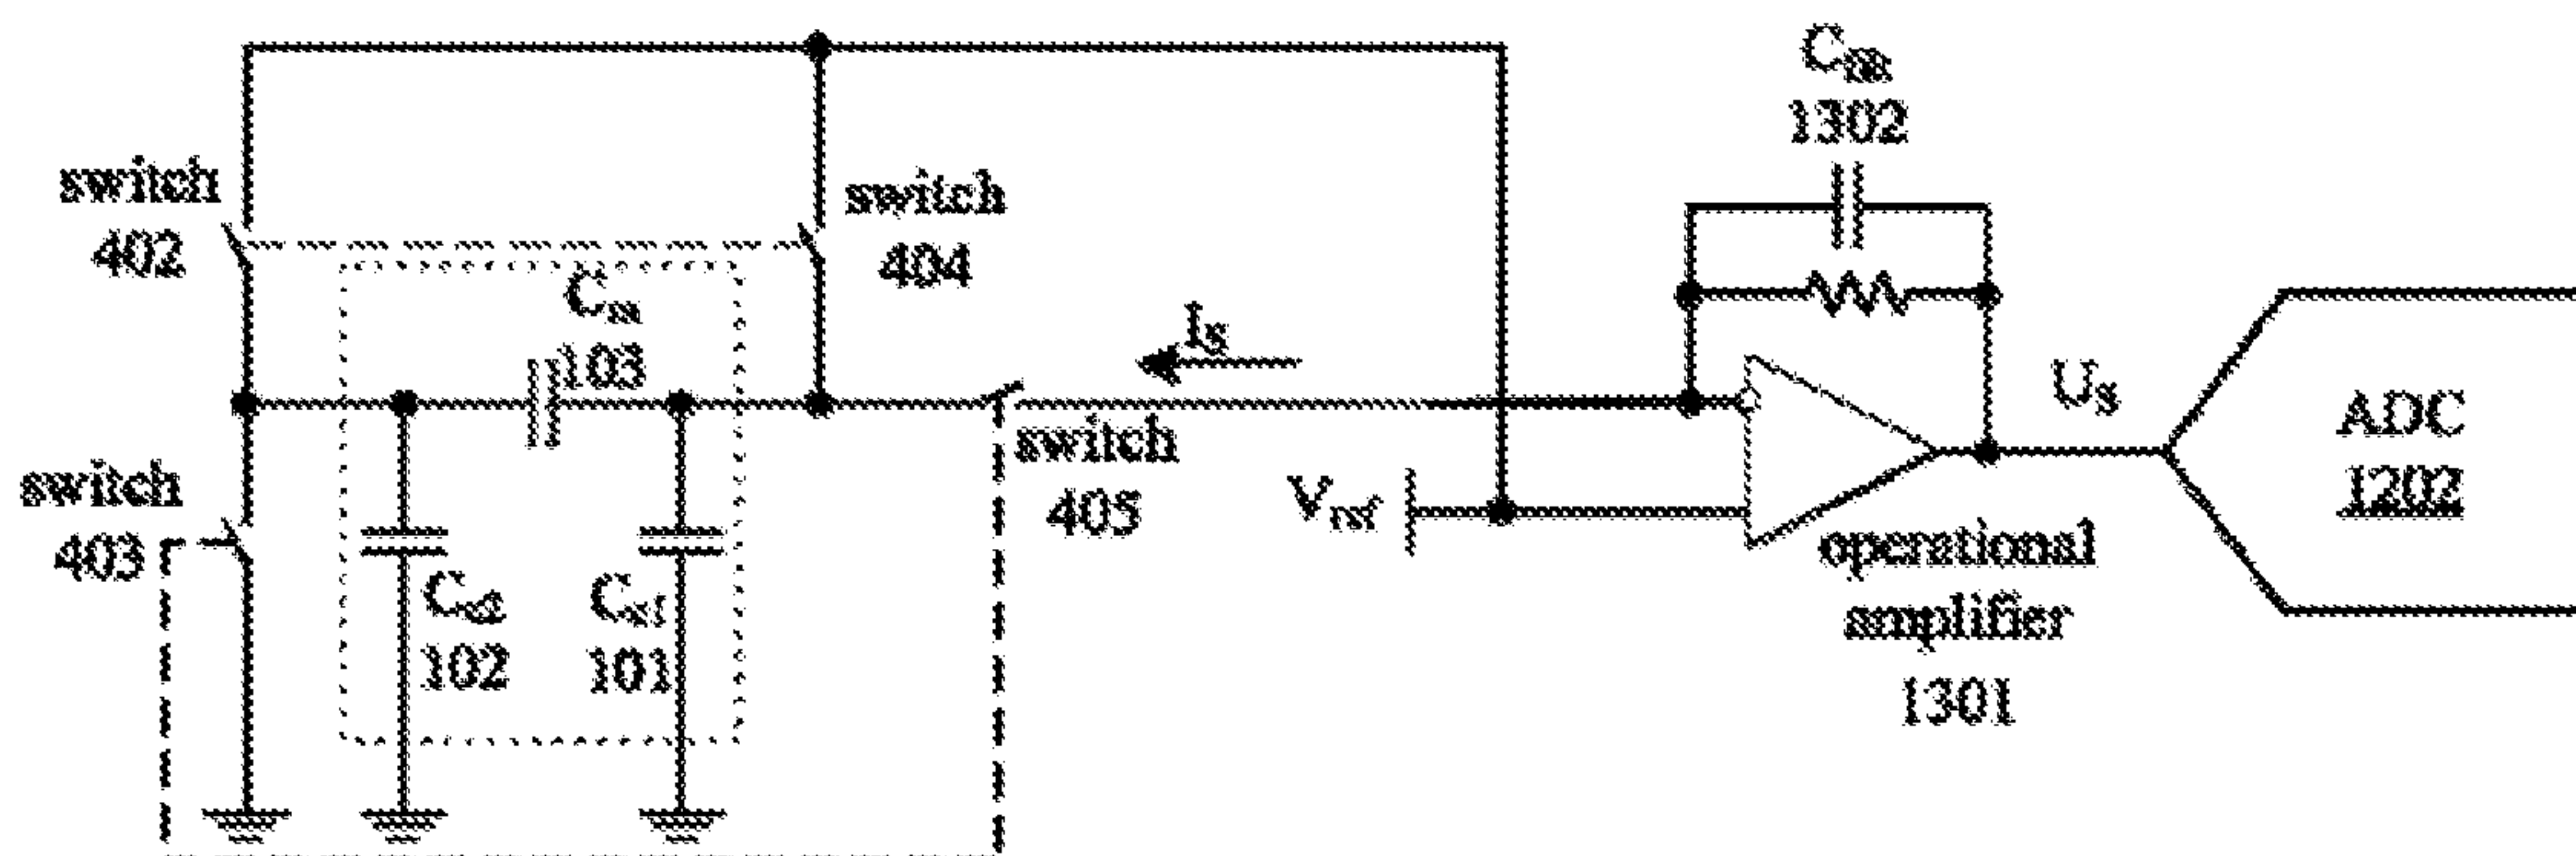 switch
402
switch
404
Cm
103
switch
403
Cx2
102
Cx1
101
IS
switch
405
Vref
1302
US
operational
amplifier
1301
ADC
1202